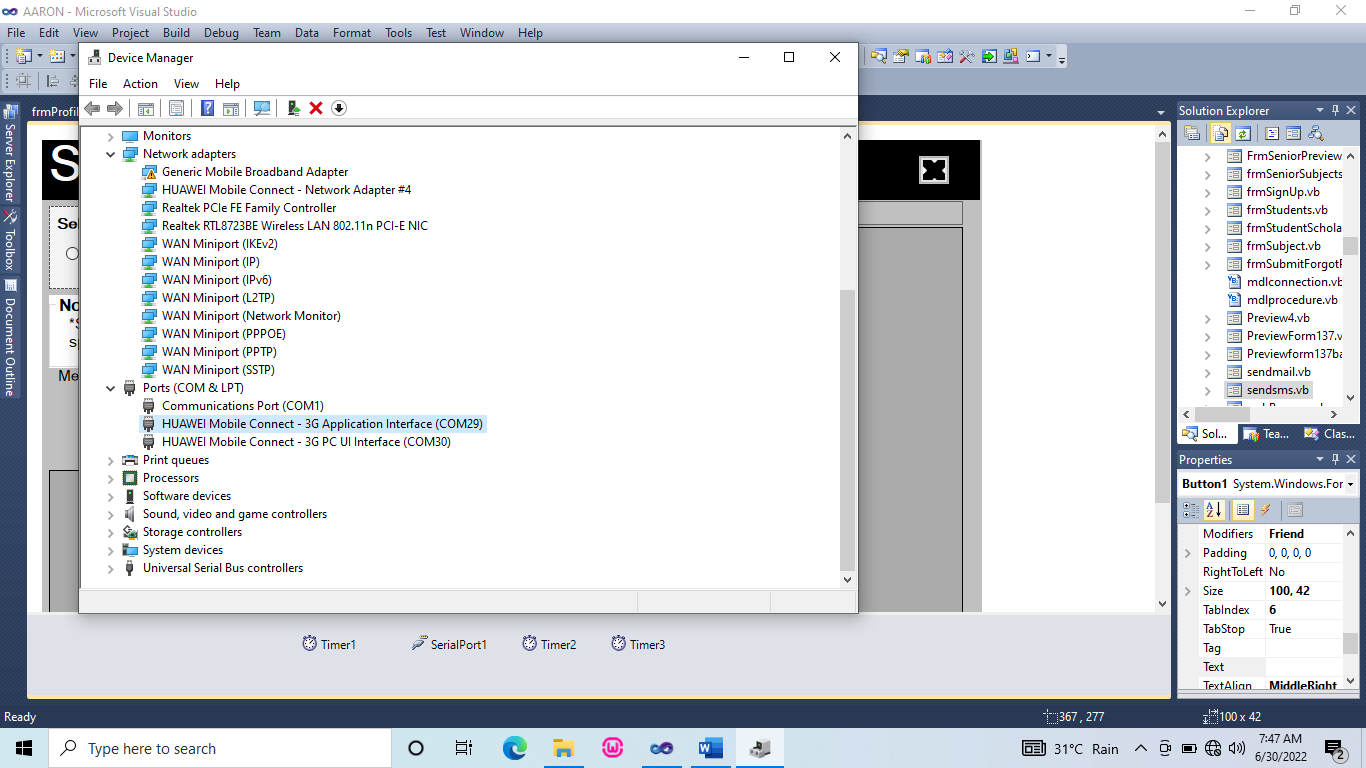 AARON - Microsoft Visual Studio
File Edit View Project Build Debug Team Data Format Tools Test Window Help
Device Manager
File Action View Help
frmProfil
Server Explorer
Toolbox
Document Outline
S
Se
No
*S
s
Me
Monitors
Network adapters
Generic Mobile Broadband Adapter
HUAWEI Mobile Connect - Network Adapter #4
Realtek PCIe FE Family Controller
Realtek RTL8723BE Wireless LAN 802.11n PCI-E NIC
WAN Miniport (IKEv2)
WAN Miniport (IP)
WAN Miniport (IPv6)
WAN Miniport (L2TP)
WAN Miniport (Network Monitor)
WAN Miniport (PPPOE)
WAN Miniport (PPTP)
WAN Miniport (SSTP)
Ports (COM & LPT)
Communications Port (COM1)
HUAWEI Mobile Connect - 3G Application Interface (COM29)
HUAWEI Mobile Connect - 3G PC UI Interface (COM30)
Print queues
Processors
Software devices
Sound, video and game controllers
Storage controllers
System devices
Universal Serial Bus controllers
Timer1 SerialPort1 Timer2 Timer3
Solution Explorer
FrmSeniorPreview
frmSeniorSubjects
frmSignUp.vb
frmStudents.vb
frmStudentSchola
frmSubject.vb
frmSubmitForgotP
mdlconnection.vb
mdlprocedure.vb
Preview4.vb
PreviewForm137.v
Previewform137ba
sendmail.vb
sendsms.vb
Sol... Tea... Clas...
Properties
Button1 System.Windows.For
Modifiers Friend
Padding 0, 0, 0, 0
RightToLeft No
Size 100, 42
TabIndex 6
TabStop True
Tag
Text
TextAlign MiddleRight
Ready 367 , 277 100 x 42
Type here to search
31°C Rain
7:47 AM
6/30/2022
2